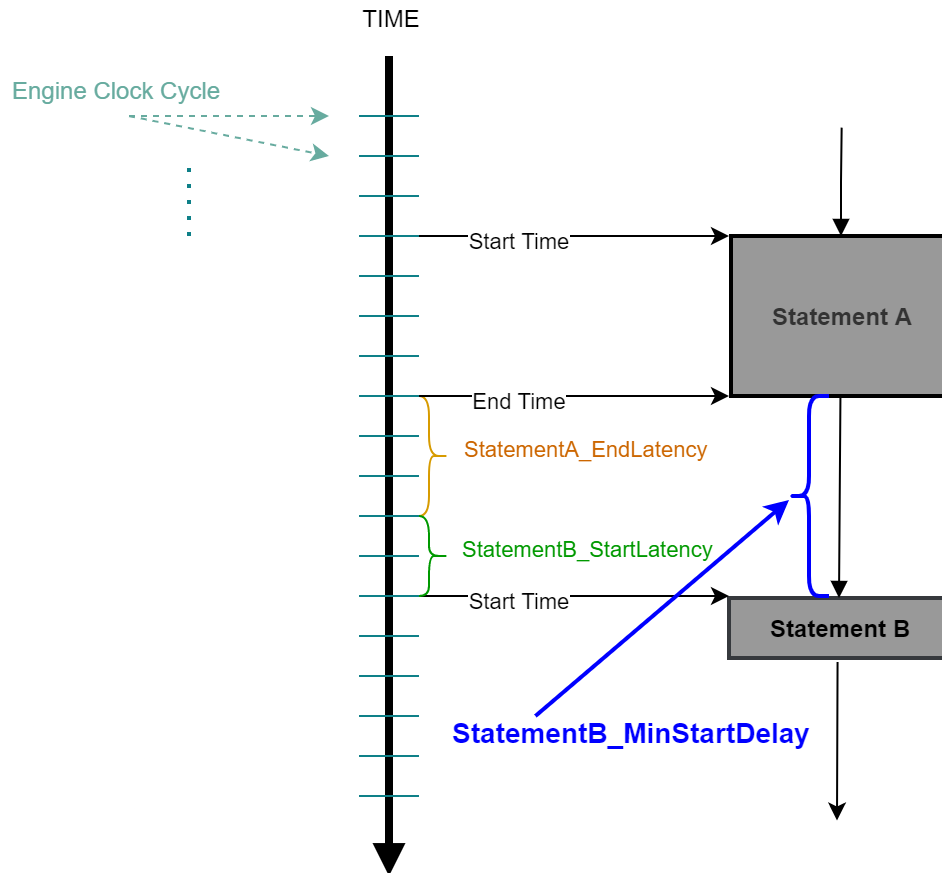 TIME
Engine Clock Cycle
Start Time
Statement A
End Time
StatementA_EndLatency
StatementB_StartLatency
Start Time
Statement B
StatementB_MinStartDelay